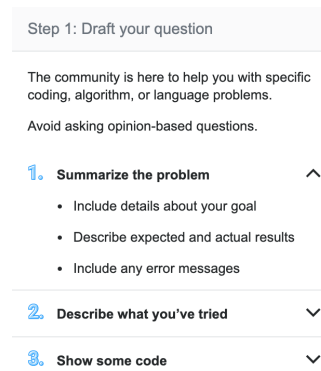 Step 1: Draft your question
The community is here to help you with specific
coding, algorithm, or language problems.
Avoid asking opinion-based questions.
1. Summarize the problem
• Include details about your goal
• Describe expected and actual results
• Include any error messages
2. Describe what you’ve tried
3. Show some code